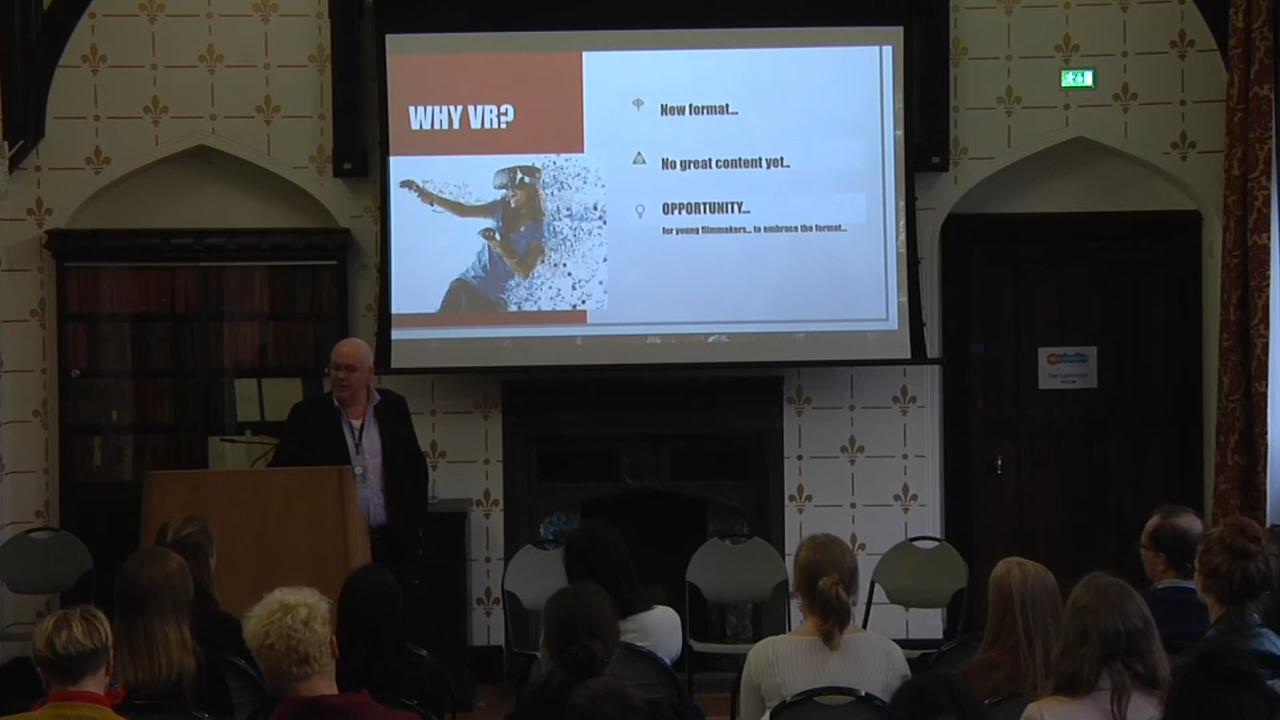 WHY VR?
New format...
No great content yet..
OPPORTUNITY...
for young filmmakers... to embrace the format...